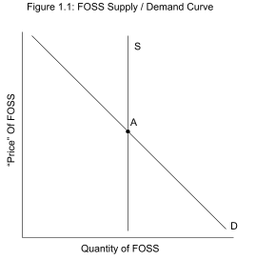 Figure 1.1: FOSS Supply / Demand Curve
S
A
"Price" Of FOSS
D
Quantity of FOSS